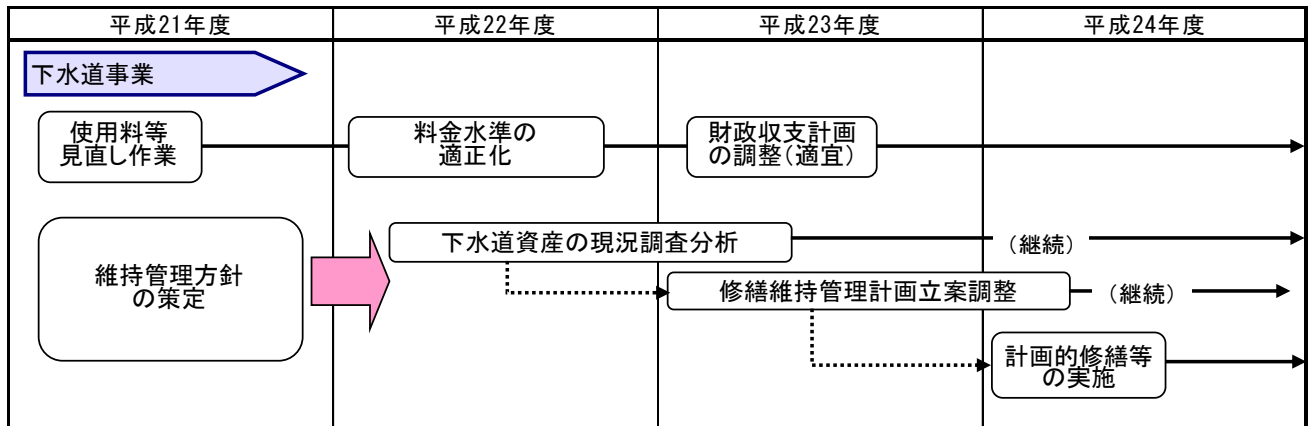 平成21年度
平成22年度
平成23年度
平成24年度
下水道事業
使用料等
見直し作業
料金水準の
適正化
財政収支計画
の調整(適宜)
維持管理方針
の策定
下水道資産の現況調査分析
(継続)
修繕維持管理計画立案調整
(継続)
計画的修繕等
の実施